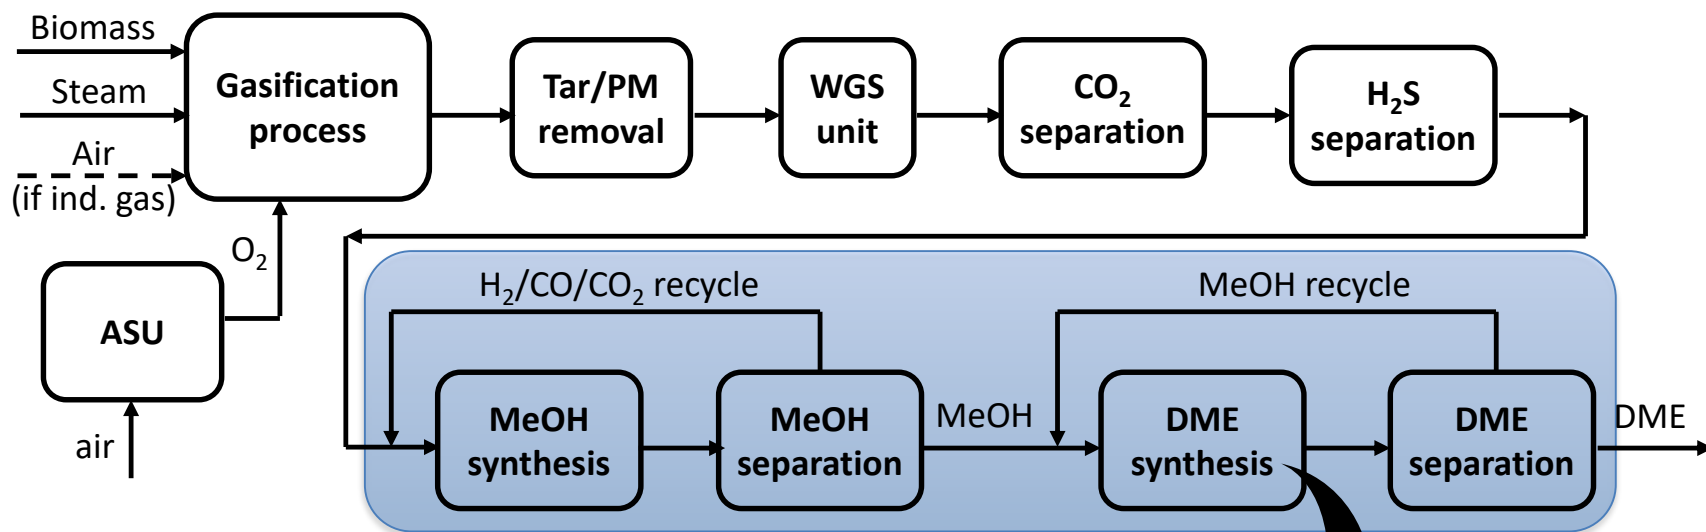 Biomass
Steam
Air
(if ind. gas)
Gasification
process
Tar/PM
removal
WGS
unit
CO₂
separation
H₂S
separation
O₂
ASU
air
H₂/CO/CO₂ recycle
MeOH recycle
MeOH
synthesis
MeOH
separation
MeOH
DME
synthesis
DME
separation
DME